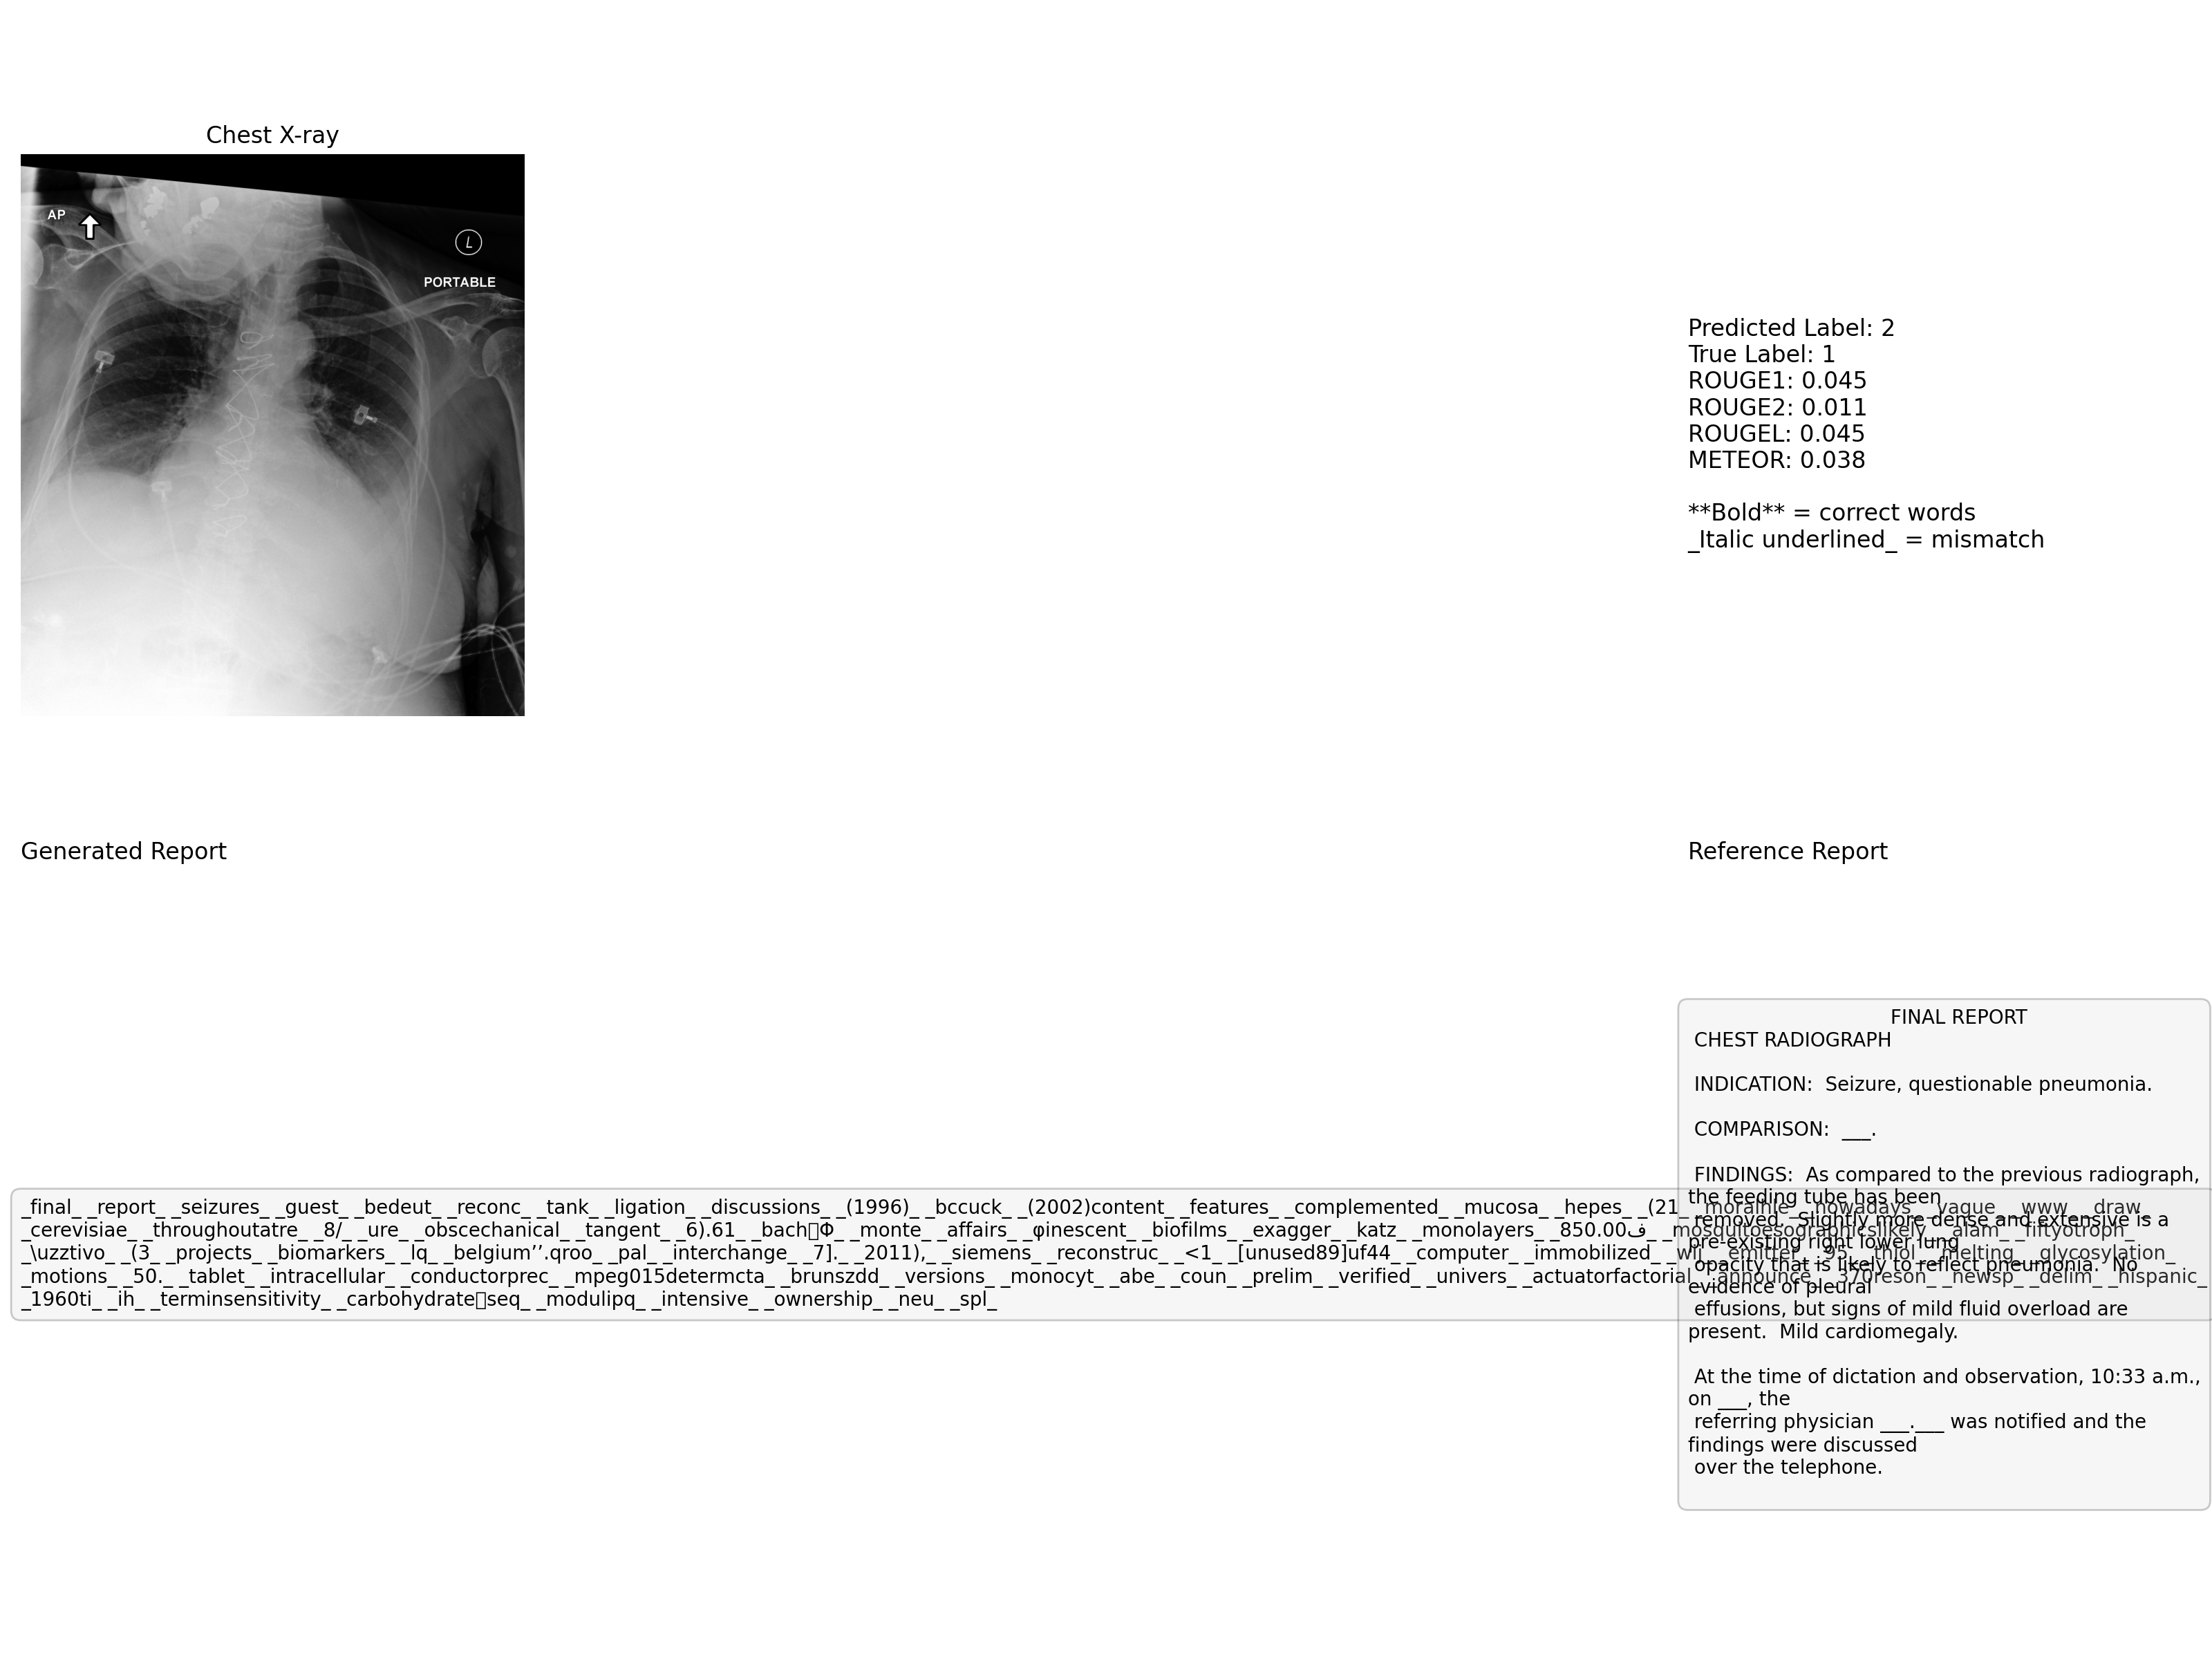 Chest X-ray
AP
L
PORTABLE
Predicted Label: 2
True Label: 1
ROUGE1: 0.045
ROUGE2: 0.011
ROUGEL: 0.045
METEOR: 0.038
**Bold** = correct words
_Italic underlined_ = mismatch
Generated Report
_final_ _report_ _seizures_ _guest_ _bedeut_ _reconc_ _tank_ _ligation_ _discussions_ _(1996)_ _bccuck_ _(2002)content_ _features_ _complemented_ _mucosa_ _hepes_ _(21_ _moraihle_ _nowadays_ _vague_ _www_ _draw_
_cerevisiae_ _throughoutatre_ _8/_ _ure_ _obscechanical_ _tangent_ _6).61_ _bach Φ_ _monte_ _affairs_ _φinescent_ _biofilms_ _exagger_ _katz_ _monolayers_ _850.00ف_ _mosquitoesographicslikely_ _alam_ _fiftyotroph_
_\uzztivo_ _(3_ _projects_ _biomarkers_ _lq_ _belgium’’.qroo_ _pal_ _interchange_ _7]._ _2011),_ _siemens_ _reconstruc_ _<1_ _[unused89]uf44_ _computer_ _immobilized_ _wij_ _emitter_ _95_ _thiol_ _melting_ _glycosylation_
_motions_ _50._ _tablet_ _intracellular_ _conductorprec_ _mpeg015determcta_ _brunszdd_ _versions_ _monocyt_ _abe_ _coun_ _prelim_ _verified_ _univers_ _actuatorfactorial_ _announce_ _370reson_ _newsp_ _delim_ _hispanic_
_1960ti_ _ih_ _terminsensitivity_ _carbohydrate seq_ _modulipq_ _intensive_ _ownership_ _neu_ _spl_
Reference Report
FINAL REPORT
CHEST RADIOGRAPH
INDICATION:  Seizure, questionable pneumonia.
COMPARISON:  ___.
FINDINGS:  As compared to the previous radiograph,
the feeding tube has been
removed.  Slightly more dense and extensive is a
pre-existing right lower lung
opacity that is likely to reflect pneumonia.  No
evidence of pleural
effusions, but signs of mild fluid overload are
present.  Mild cardiomegaly.
At the time of dictation and observation, 10:33 a.m.,
on ___, the
referring physician ___.___ was notified and the
findings were discussed
over the telephone.